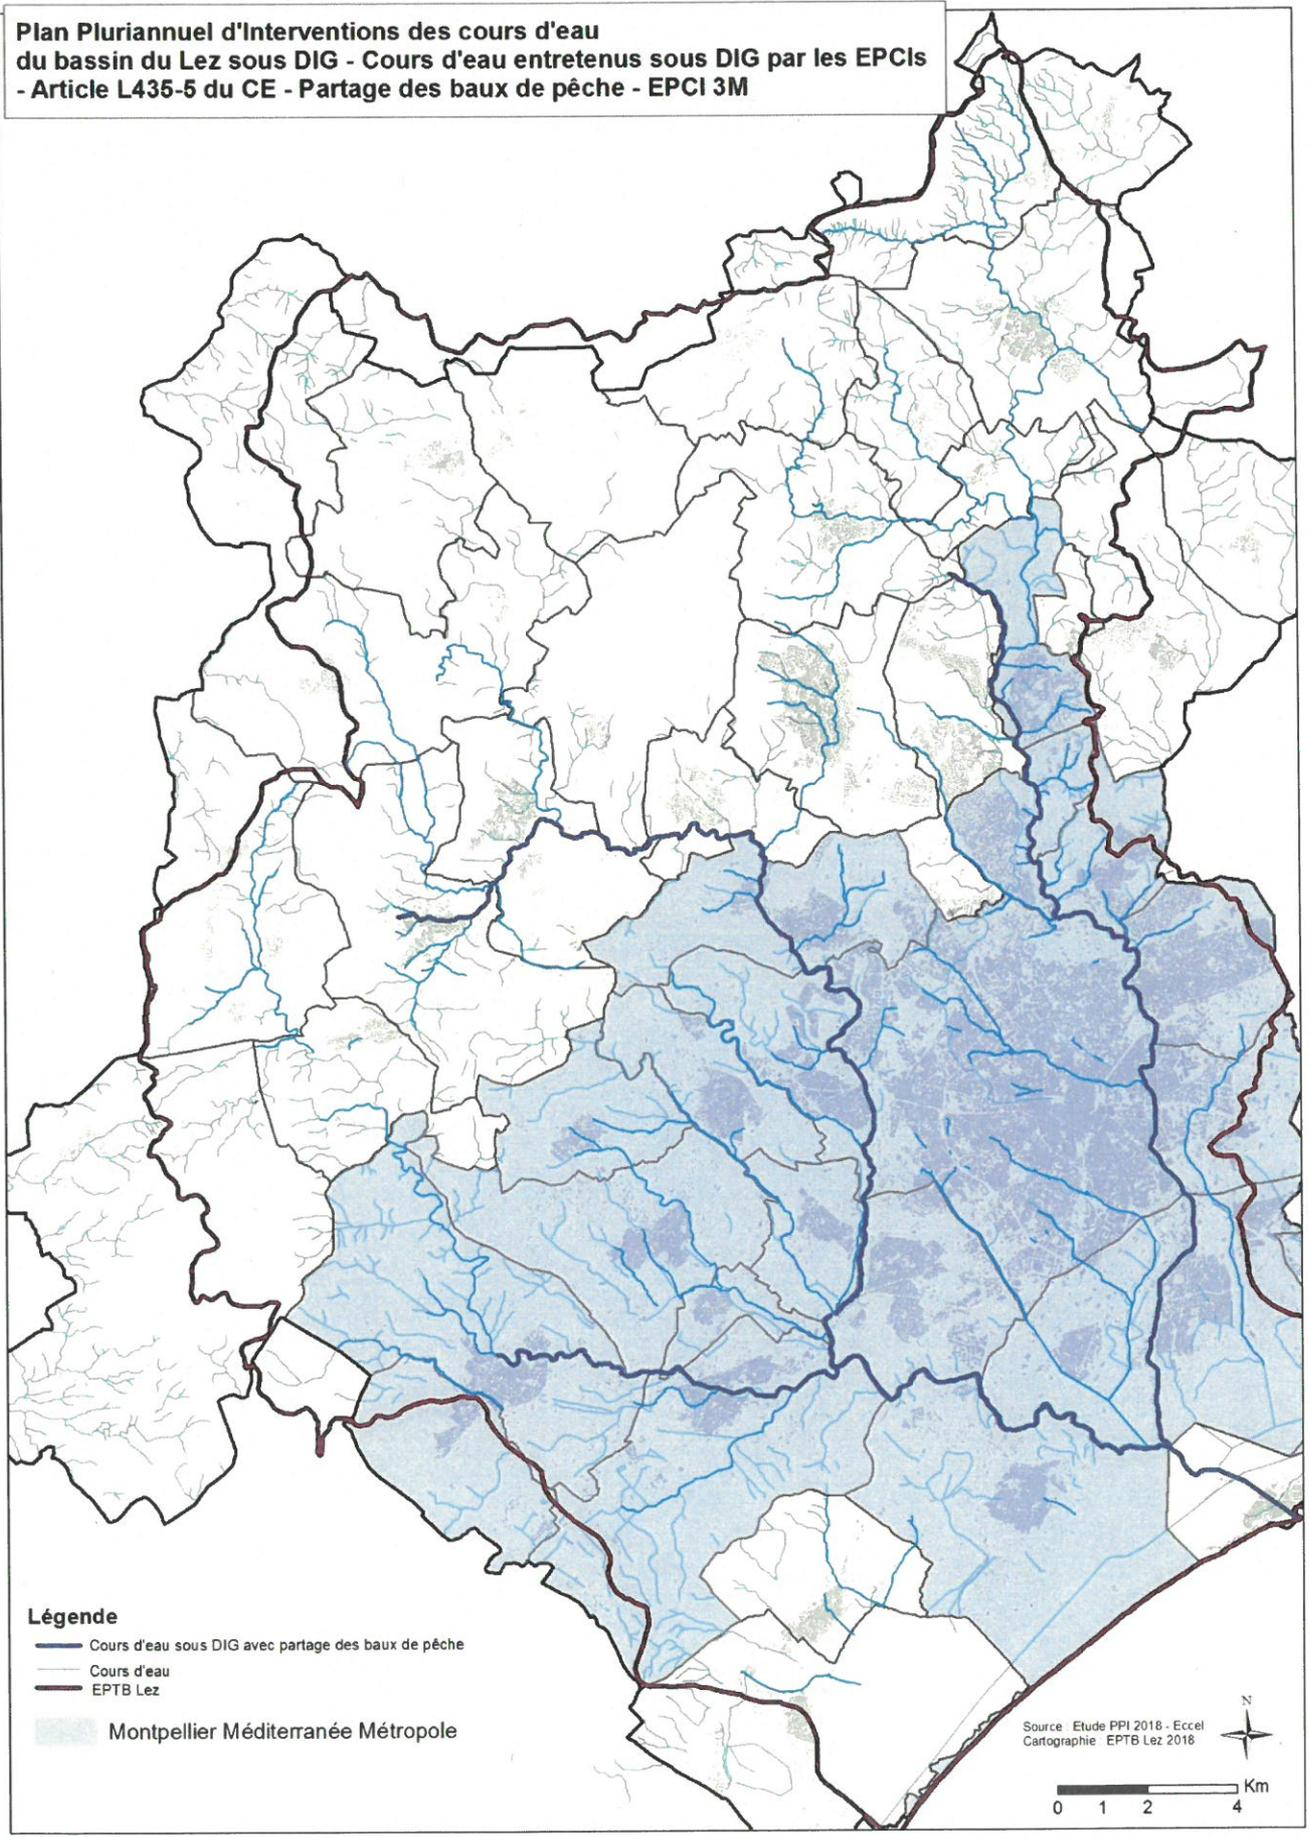 Plan Pluriannuel d'Interventions des cours d'eau
du bassin du Lez sous DIG - Cours d'eau entretenus sous DIG par les EPCIs
- Article L435-5 du CE - Partage des baux de pêche - EPCI 3M
Légende
Cours d'eau sous DIG avec partage des baux de pêche
Cours d'eau
EPTB Lez
Montpellier Méditerranée Métropole
N
Source : Etude PPI 2018 - Eccel
Cartographie : EPTB Lez 2018
Km
0 1 2 4